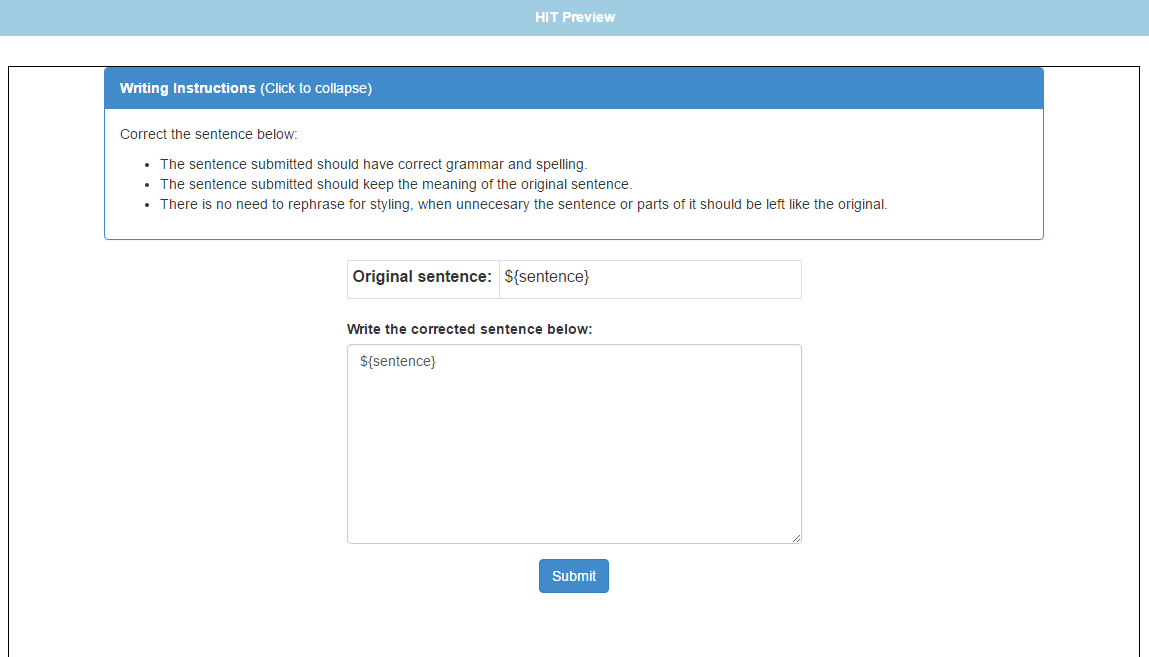 HIT Preview
Writing Instructions (Click to collapse)
Correct the sentence below:
The sentence submitted should have correct grammar and spelling.
The sentence submitted should keep the meaning of the original sentence.
There is no need to rephrase for styling, when unnecesary the sentence or parts of it should be left like the original.
Original sentence: ${sentence}
Write the corrected sentence below:
${sentence}
Submit